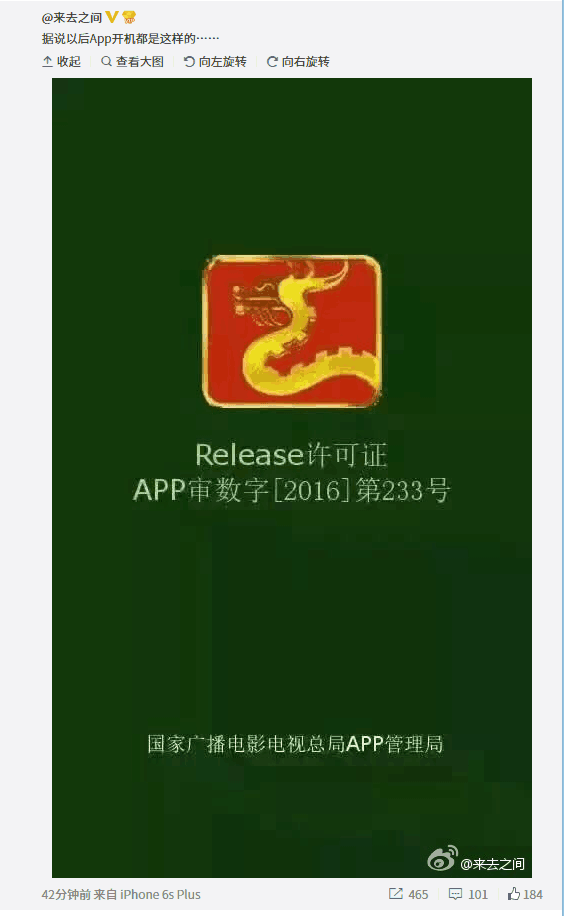 @来去之间
据说以后App开机都是这样的……
收起 查看大图 向左旋转 向右旋转
Release许可证
APP审数字[2016]第233号
国家广播电影电视总局APP管理局
@来去之间
42分钟前 来自 iPhone 6s Plus 465 101 184